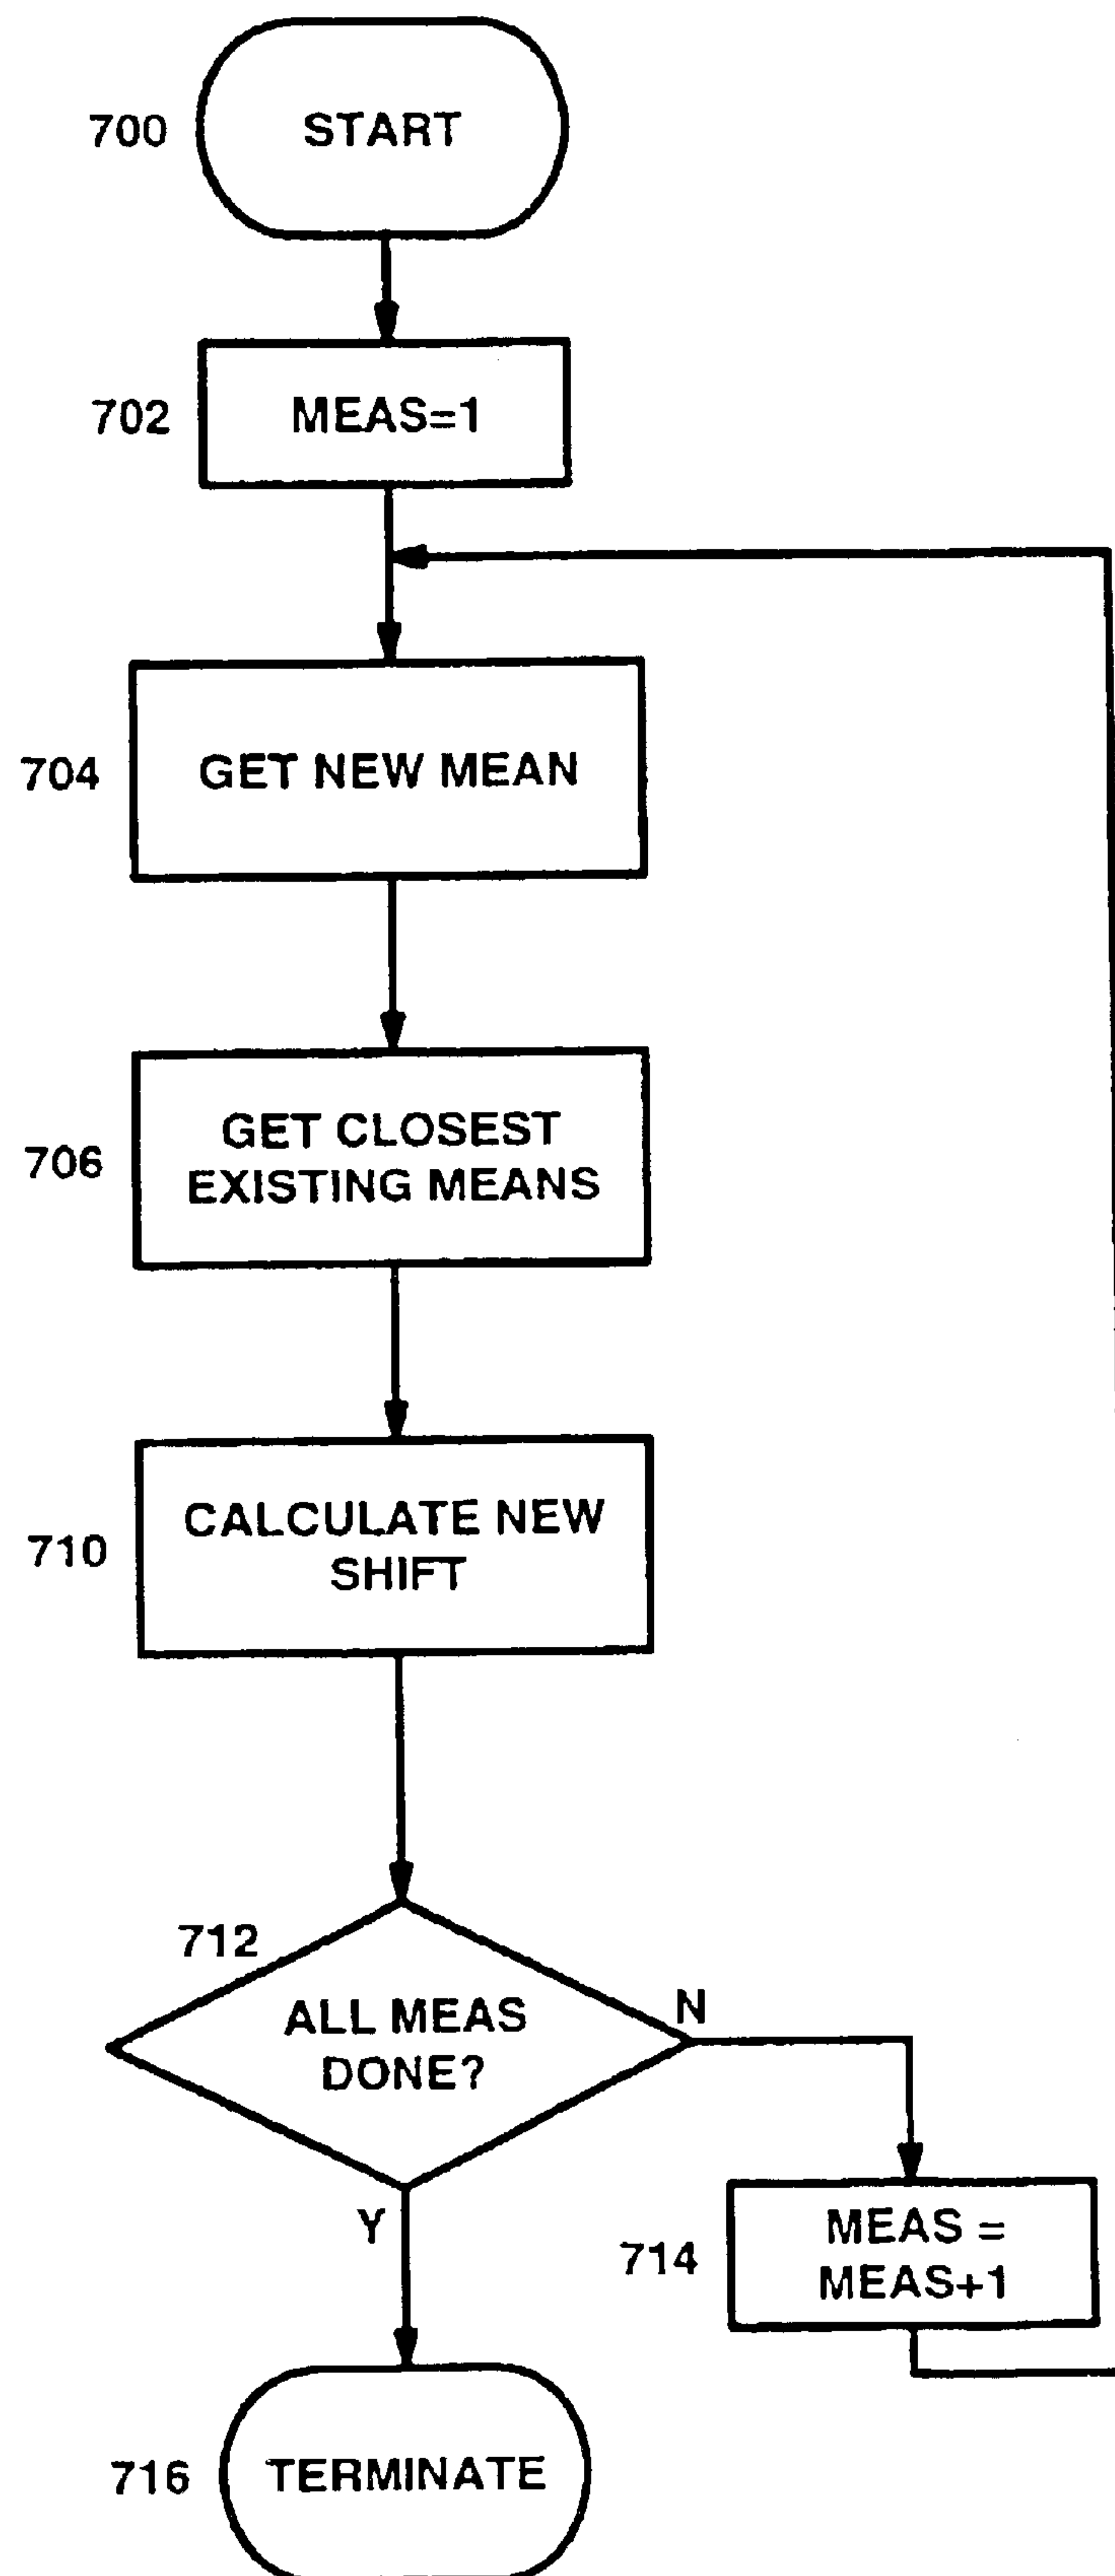 700 START
702 MEAS=1
704 GET NEW MEAN
706 GET CLOSEST
EXISTING MEANS
710 CALCULATE NEW
SHIFT
712
ALL MEAS
DONE?
N
Y
714 MEAS =
MEAS+1
716 TERMINATE